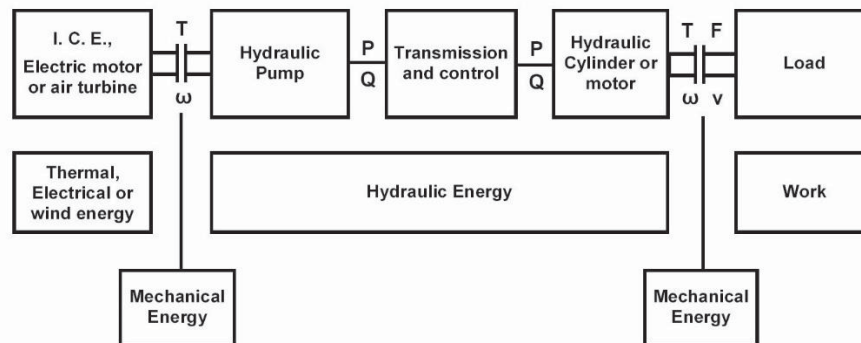 I. C. E.,
Electric motor
or air turbine
T
ω
Hydraulic
Pump
P
Q
Transmission
and control
P
Q
Hydraulic
Cylinder or
motor
T F
ω v
Load
Thermal,
Electrical or
wind energy
Hydraulic Energy
Work
Mechanical
Energy
Mechanical
Energy